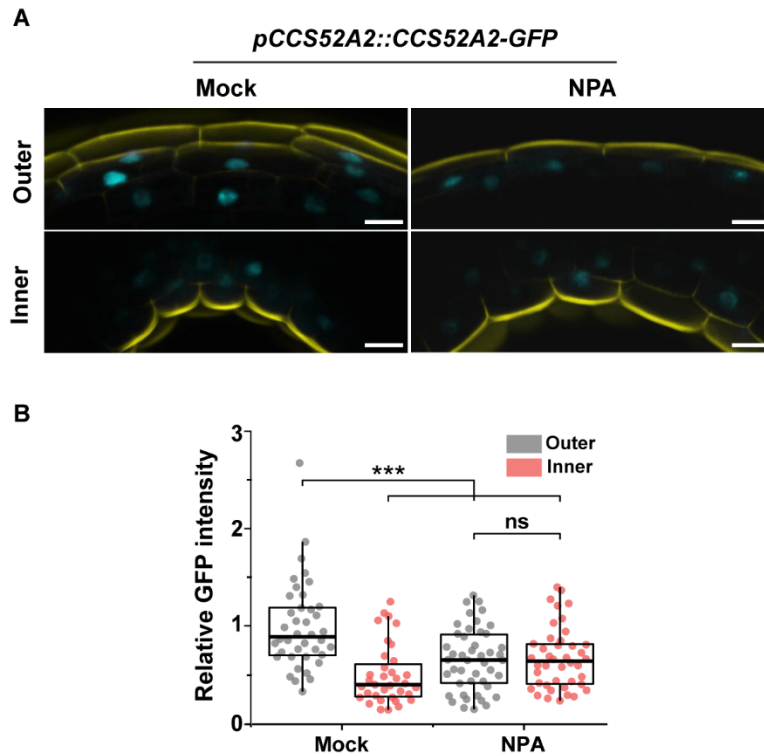 A
pCCS52A2::CCS52A2-GFP
Mock NPA
Outer
Inner
B
Relative GFP intensity
3
2
1
0
Outer
Inner
***
ns
Mock NPA